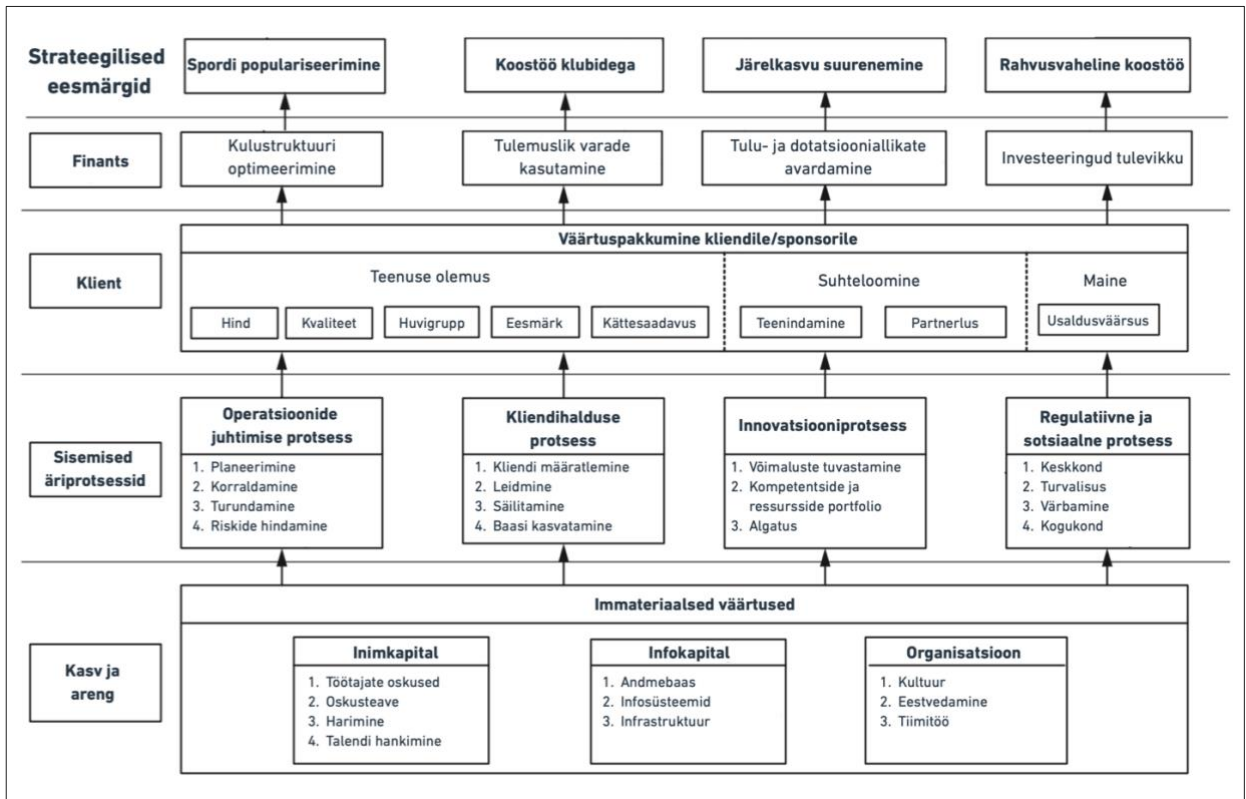 Strateegilised
eesmärgid
Spordi populariseerimine
Koostöö klubidega
Järelkasvu suurenemine
Rahvusvaheline koostöö
Finants
Kulustruktuuri
optimeerimine
Tulemuslik varade
kasutamine
Tulu- ja dotatsiooniallikate
avardamine
Investeeringud tulevikku
Klient
Väärtuspakkumine kliendile/sponsorile
Teenuse olemus
Suhteloomine
Maine
Hind
Kvaliteet
Huvigrupp
Eesmärk
Kättesaadavus
Teenindamine
Partnerlus
Usaldusväärsus
Sisemised
äriprotsessid
Operatsioonide
juhtimise protsess
1. Planeerimine
2. Korraldamine
3. Turundamine
4. Riskide hindamine
Kliendihalduse
protsess
1. Kliendi määratlemine
2. Leidmine
3. Säilitamine
4. Baasi kasvatamine
Innovatsiooniprotsess
1. Võimaluste tuvastamine
2. Kompetentside ja
ressursside portfolio
3. Algatus
Regulatiivne ja
sotsiaalne protsess
1. Keskkond
2. Turvalisus
3. Värbamine
4. Kogukond
Kasv ja
areng
Immateriaalsed väärtused
Inimkapital
1. Töötajate oskused
2. Oskusteave
3. Harimine
4. Talendi hankimine
Infokapital
1. Andmebaas
2. Infosüsteemid
3. Infrastruktuur
Organisatsioon
1. Kultuur
2. Eestvedamine
3. Tiimitöö